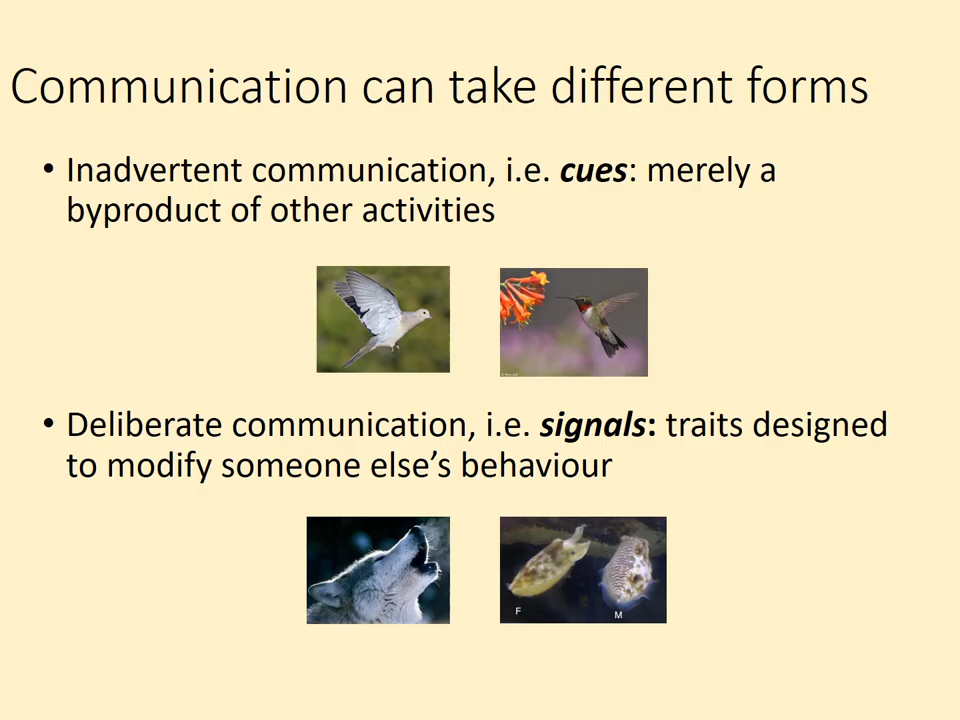 Communication can take different forms
• Inadvertent communication, i.e. cues: merely a
byproduct of other activities
• Deliberate communication, i.e. signals: traits designed
to modify someone else’s behaviour
F
M